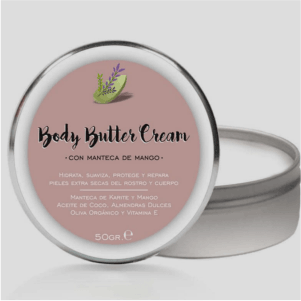 Body Butter Cream
• CON MANTECA DE MANGO •
HIDRATA, SUAVIZA, PROTEGE Y REPARA
PIELES EXTRA SECAS DEL ROSTRO Y CUERPO
MANTECA DE KARITE Y MANGO
ACEITE DE COCO, ALMENDRAS DULCES
OLIVA ORGÁNICO Y VITAMINA E
50GR. ℮